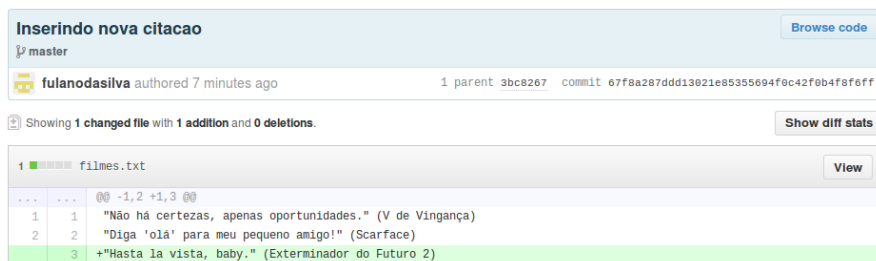 Inserindo nova citacao
Browse code
master
fulanodasilva authored 7 minutes ago
1 parent 3bc8267 commit 67f8a287ddd13021e85355694f0c42f0b4f8f6ff
Showing 1 changed file with 1 addition and 0 deletions.
Show diff stats
1 filmes.txt
View
... ... @@ -1,2 +1,3 @@
1 1 "Não há certezas, apenas oportunidades." (V de Vingança)
2 2 "Diga 'olá' para meu pequeno amigo!" (Scarface)
3 +"Hasta la vista, baby." (Exterminador do Futuro 2)